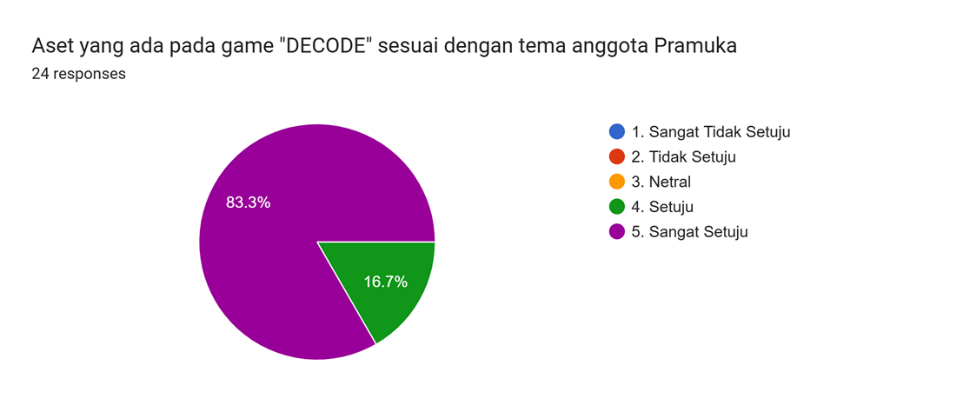 Aset yang ada pada game "DECODE" sesuai dengan tema anggota Pramuka
24 responses
83.3%
16.7%
1. Sangat Tidak Setuju
2. Tidak Setuju
3. Netral
4. Setuju
5. Sangat Setuju